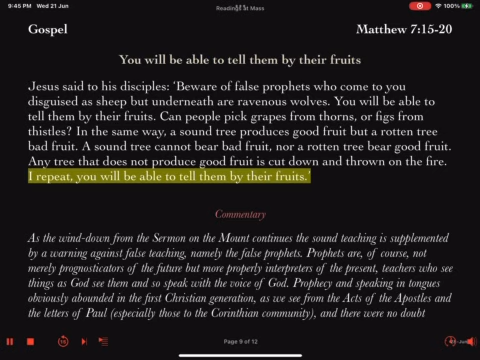 9:45 PM Wed 21 Jun
Readings at Mass
100%
Gospel Matthew 7:15-20
You will be able to tell them by their fruits
Jesus said to his disciples: 'Beware of false prophets who come to you
disguised as sheep but underneath are ravenous wolves. You will be able to
tell them by their fruits. Can people pick grapes from thorns, or figs from
thistles? In the same way, a sound tree produces good fruit but a rotten tree
bad fruit. A sound tree cannot bear bad fruit, nor a rotten tree bear good fruit.
Any tree that does not produce good fruit is cut down and thrown on the fire.
I repeat, you will be able to tell them by their fruits.'
Commentary
As the wind-down from the Sermon on the Mount continues the sound teaching is supplemented
by a warning against false teaching, namely the false prophets. Prophets are, of course, not
merely prognosticators of the future but more properly interpreters of the present, teachers who see
things as God see them and so speak with the voice of God. Prophecy and speaking in tongues
obviously abounded in the first Christian generation, as we see from the Acts of the Apostles and
the letters of Paul (especially those to the Corinthian community), and there were no doubt
Page 9 of 12